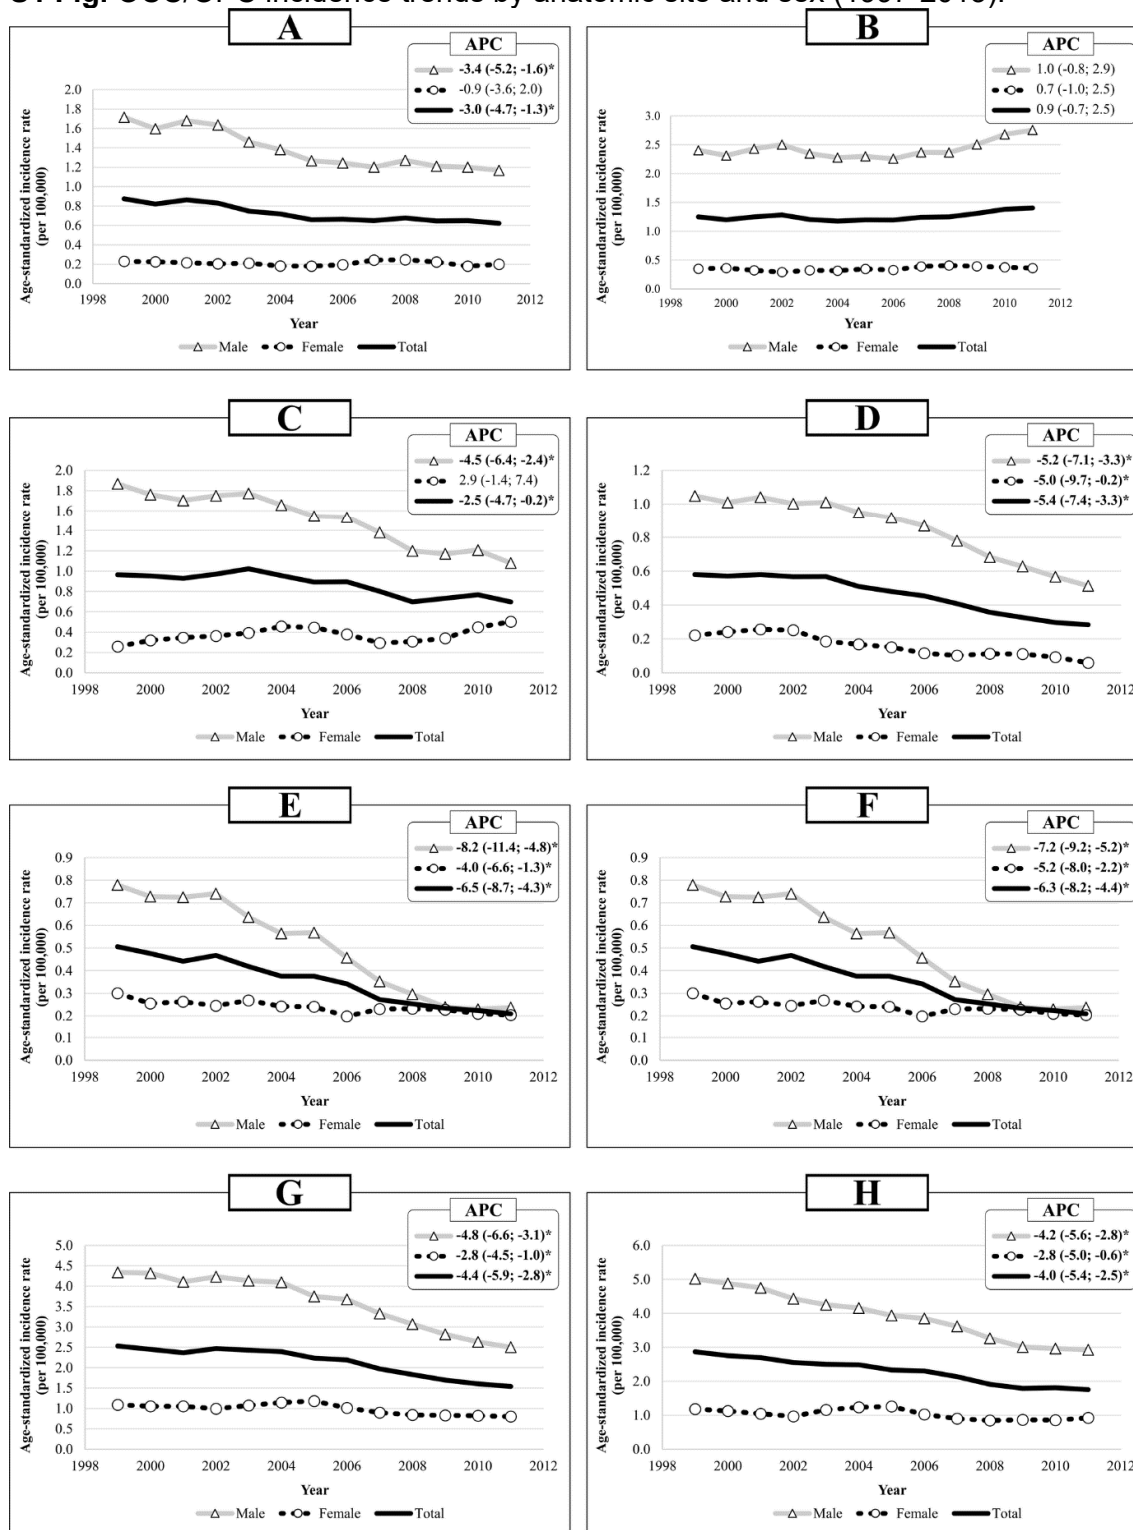 Fig. incidence trends by anatomic site and sex
A
APC
-3.4 (-5.2; -1.6)*
-0.9 (-3.6; 2.0)
-3.0 (-4.7; -1.3)*
Age-standardized incidence rate
(per 100,000)
2.0
1.8
1.6
1.4
1.2
1.0
0.8
0.6
0.4
0.2
0.0
1998 2000 2002 2004 2006 2008 2010 2012
Year
Male Female Total
B
APC
1.0 (-0.8; 2.9)
0.7 (-1.0; 2.5)
0.9 (-0.7; 2.5)
Age-standardized incidence rate
(per 100,000)
3.0
2.5
2.0
1.5
1.0
0.5
0.0
1998 2000 2002 2004 2006 2008 2010 2012
Year
Male Female Total
C
APC
-4.5 (-6.4; -2.4)*
2.9 (-1.4; 7.4)
-2.5 (-4.7; -0.2)*
Age-standardized incidence rate
(per 100,000)
2.0
1.8
1.6
1.4
1.2
1.0
0.8
0.6
0.4
0.2
0.0
1998 2000 2002 2004 2006 2008 2010 2012
Year
Male Female Total
D
APC
-5.2 (-7.1; -3.3)*
-5.0 (-9.7; -0.2)*
-5.4 (-7.4; -3.3)*
Age-standardized incidence rate
(per 100,000)
1.2
1.0
0.8
0.6
0.4
0.2
0.0
1998 2000 2002 2004 2006 2008 2010 2012
Year
Male Female Total
E
APC
-8.2 (-11.4; -4.8)*
-4.0 (-6.6; -1.3)*
-6.5 (-8.7; -4.3)*
Age-standardized incidence rate
(per 100,000)
0.9
0.8
0.7
0.6
0.5
0.4
0.3
0.2
0.1
0.0
1998 2000 2002 2004 2006 2008 2010 2012
Year
Male Female Total
F
APC
-7.2 (-9.2; -5.2)*
-5.2 (-8.0; -2.2)*
-6.3 (-8.2; -4.4)*
Age-standardized incidence rate
(per 100,000)
0.9
0.8
0.7
0.6
0.5
0.4
0.3
0.2
0.1
0.0
1998 2000 2002 2004 2006 2008 2010 2012
Year
Male Female Total
G
APC
-4.8 (-6.6; -3.1)*
-2.8 (-4.5; -1.0)*
-4.4 (-5.9; -2.8)*
Age-standardized incidence rate
(per 100,000)
5.0
4.5
4.0
3.5
3.0
2.5
2.0
1.5
1.0
0.5
0.0
1998 2000 2002 2004 2006 2008 2010 2012
Year
Male Female Total
H
APC
-4.2 (-5.6; -2.8)*
-2.8 (-5.0; -0.6)*
-4.0 (-5.4; -2.5)*
Age-standardized incidence rate
(per 100,000)
6.0
5.0
4.0
3.0
2.0
1.0
0.0
1998 2000 2002 2004 2006 2008 2010 2012
Year
Male Female Total